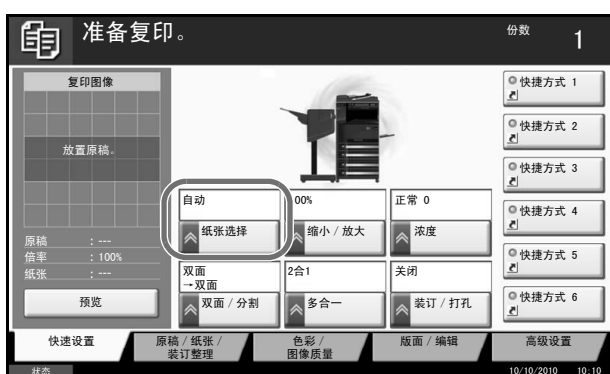 准备复印。
份数 1
复印图像
放置原稿。
原稿 : ---
倍率 : 100%
纸张 : ---
预览
自动
纸张选择
00%
缩小 / 放大
正常 0
浓度
双面
→双面
双面 / 分割
2合1
多合一
关闭
装订 / 打孔
快捷方式 1
快捷方式 2
快捷方式 3
快捷方式 4
快捷方式 5
快捷方式 6
快速设置
原稿 / 纸张 /
装订整理
色彩 /
图像质量
版面 / 编辑
高级设置
状态
10/10/2010 10:10